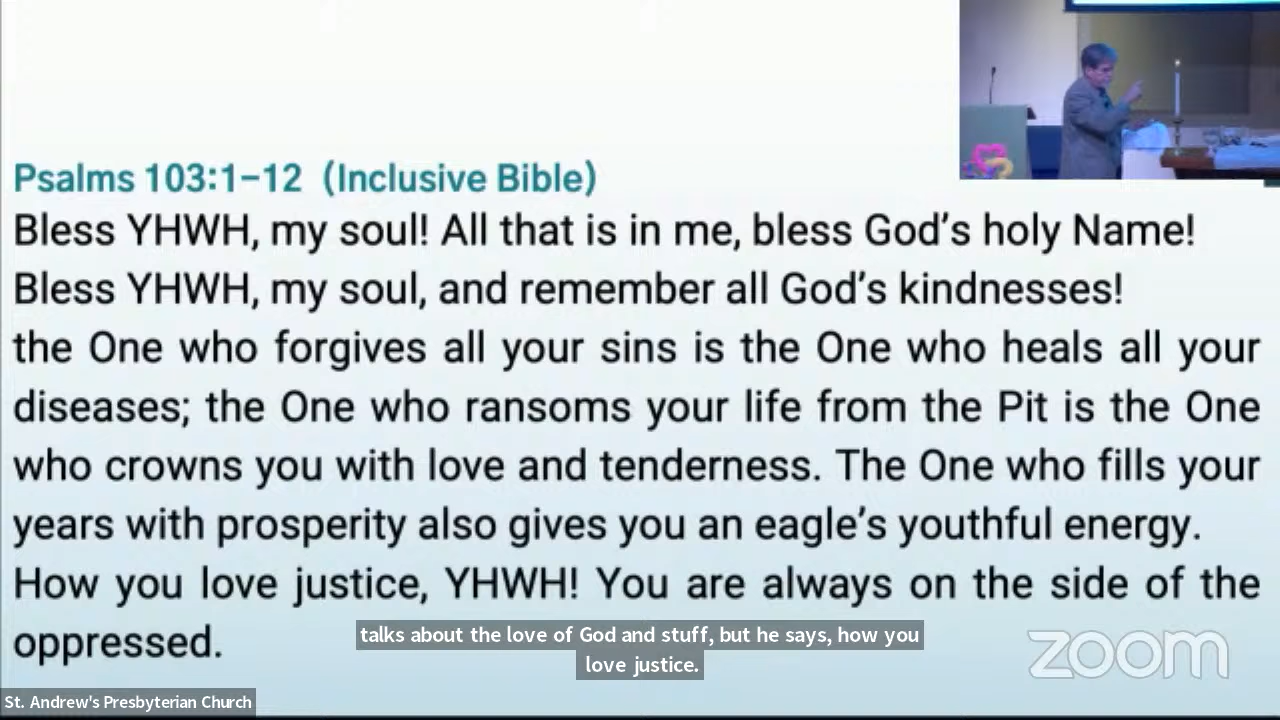 Psalms 103:1–12 (Inclusive Bible)
Bless YHWH, my soul! All that is in me, bless God’s holy Name!
Bless YHWH, my soul, and remember all God’s kindnesses!
the One who forgives all your sins is the One who heals all your
diseases; the One who ransoms your life from the Pit is the One
who crowns you with love and tenderness. The One who fills your
years with prosperity also gives you an eagle’s youthful energy.
How you love justice, YHWH! You are always on the side of the
oppressed.
talks about the love of God and stuff, but he says, how you
love justice.
zoom
St. Andrew's Presbyterian Church